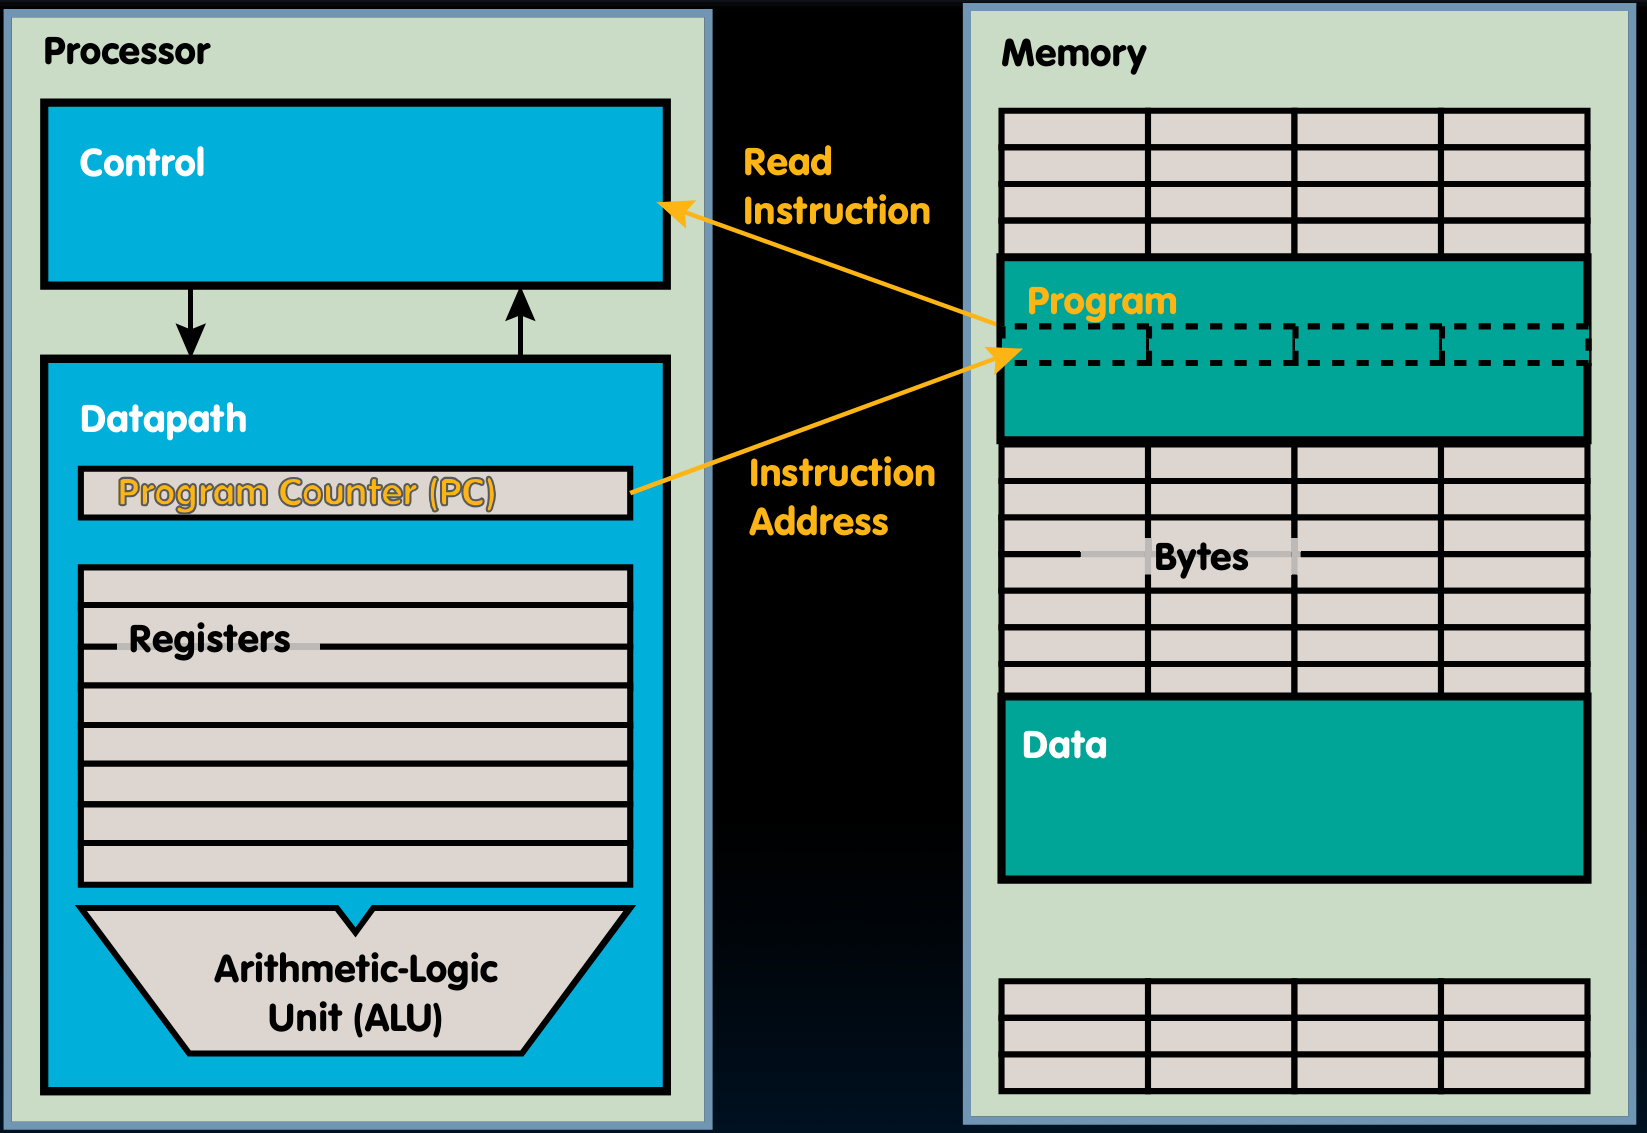 Processor
Control
Datapath
Program Counter (PC)
Registers
Arithmetic-Logic
Unit (ALU)
Read
Instruction
Instruction
Address
Memory
Program
Bytes
Data